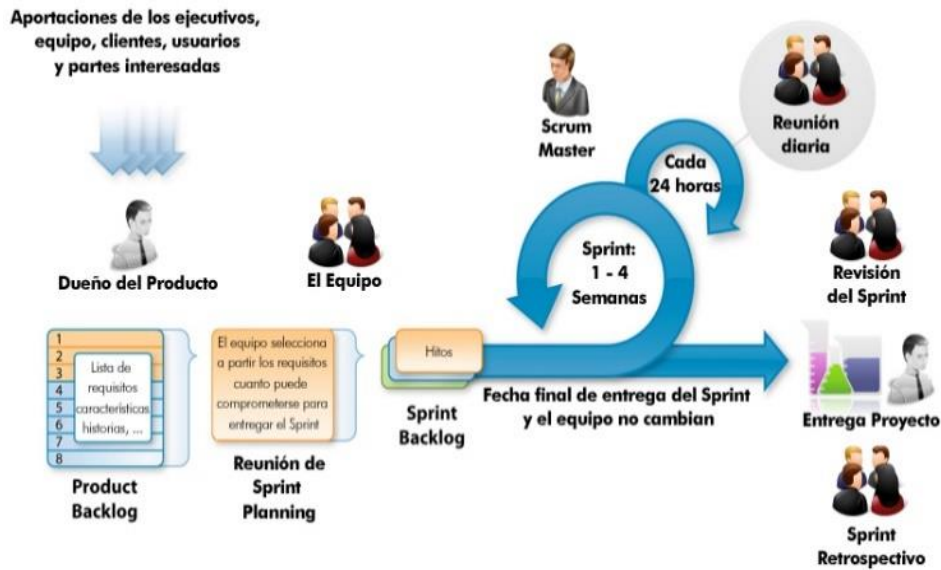 Aportaciones de los ejecutivos,
equipo, clientes, usuarios
y partes interesadas
Dueño del Producto
El Equipo
Scrum
Master
Cada
24 horas
Reunión
diaria
Sprint:
1 - 4
Semanas
Revisión
del Sprint
1
2
3
4
5
6
7
8
Lista de
requisitos
características
historias, ...
Product
Backlog
El equipo selecciona
a partir los requisitos
cuanto puede
comprometerse para
entregar el Sprint
Reunión de
Sprint
Planning
Hitos
Sprint
Backlog
Fecha final de entrega del Sprint
y el equipo no cambian
Entrega Proyecto
Sprint
Retrospectivo